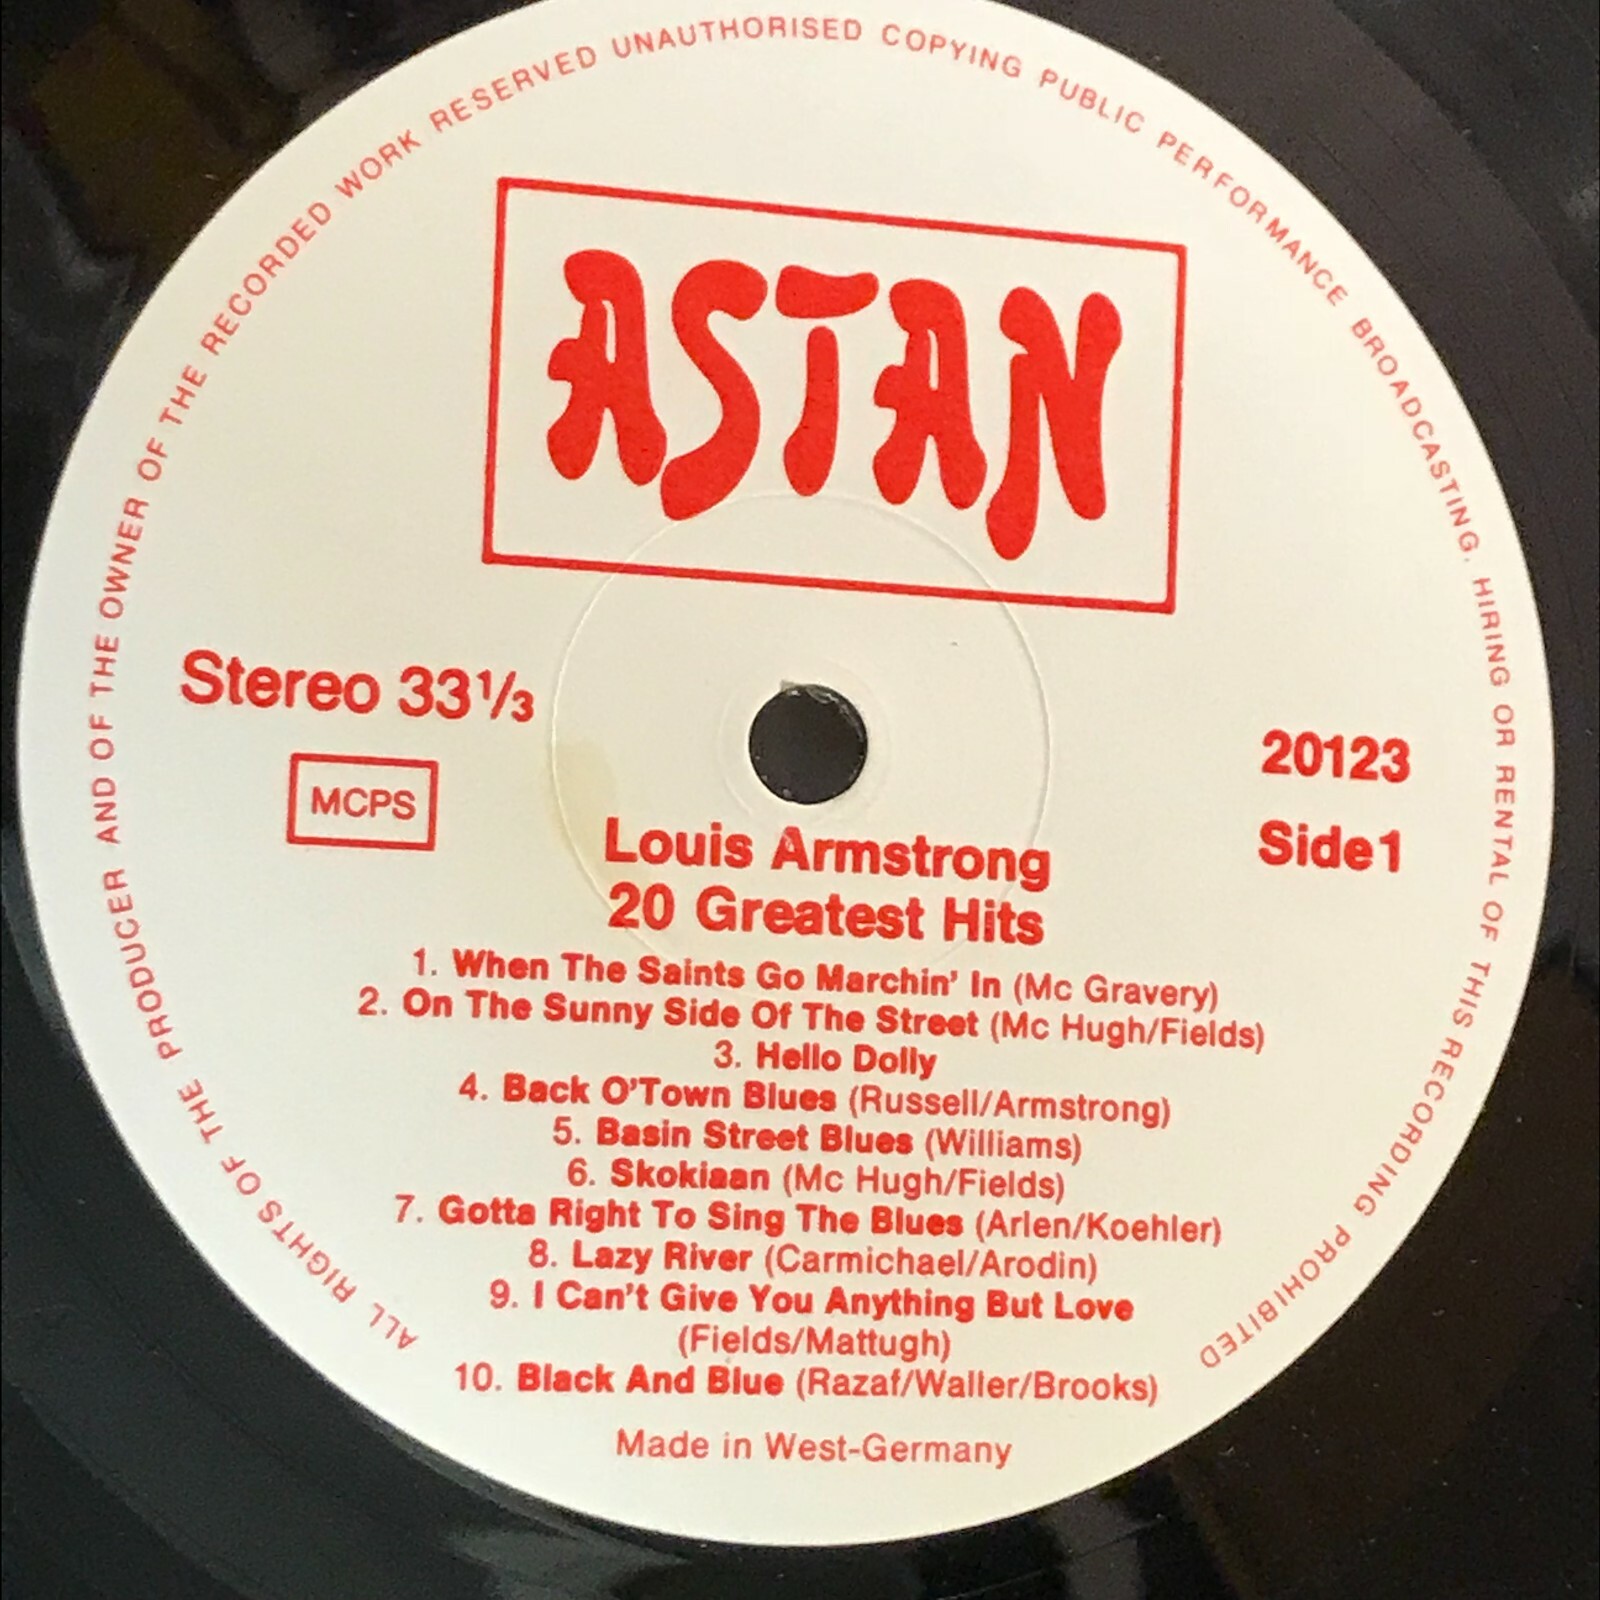 ALL RIGHTS OF THE PRODUCER AND OF THE OWNER OF THE RECORDED WORK RESERVED UNAUTHORISED COPYING PUBLIC PERFORMANCE BROADCASTING, HIRING OR RENTAL OF THIS RECORDING PROHIBITED
ASTAN
Stereo 33⅓
MCPS
20123
Side1
Louis Armstrong
20 Greatest Hits
1. When The Saints Go Marchin' In (Mc Gravery)
2. On The Sunny Side Of The Street (Mc Hugh/Fields)
3. Hello Dolly
4. Back O'Town Blues (Russell/Armstrong)
5. Basin Street Blues (Williams)
6. Skokiaan (Mc Hugh/Fields)
7. Gotta Right To Sing The Blues (Arlen/Koehler)
8. Lazy River (Carmichael/Arodin)
9. I Can't Give You Anything But Love
(Fields/Mattugh)
10. Black And Blue (Razaf/Waller/Brooks)
Made in West-Germany